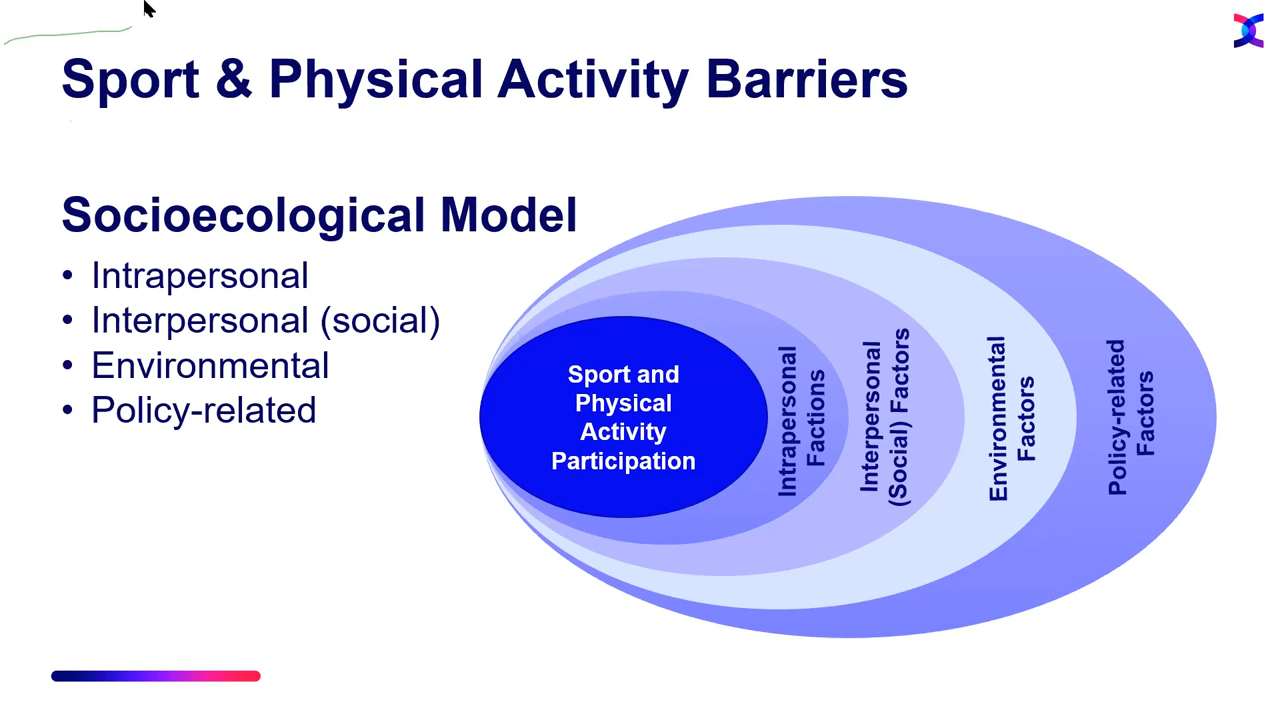 Sport & Physical Activity Barriers
Socioecological Model
• Intrapersonal
• Interpersonal (social)
• Environmental
• Policy-related
Sport and
Physical
Activity
Participation
Intrapersonal
Factions
Interpersonal
(Social) Factors
Environmental
Factors
Policy-related
Factors